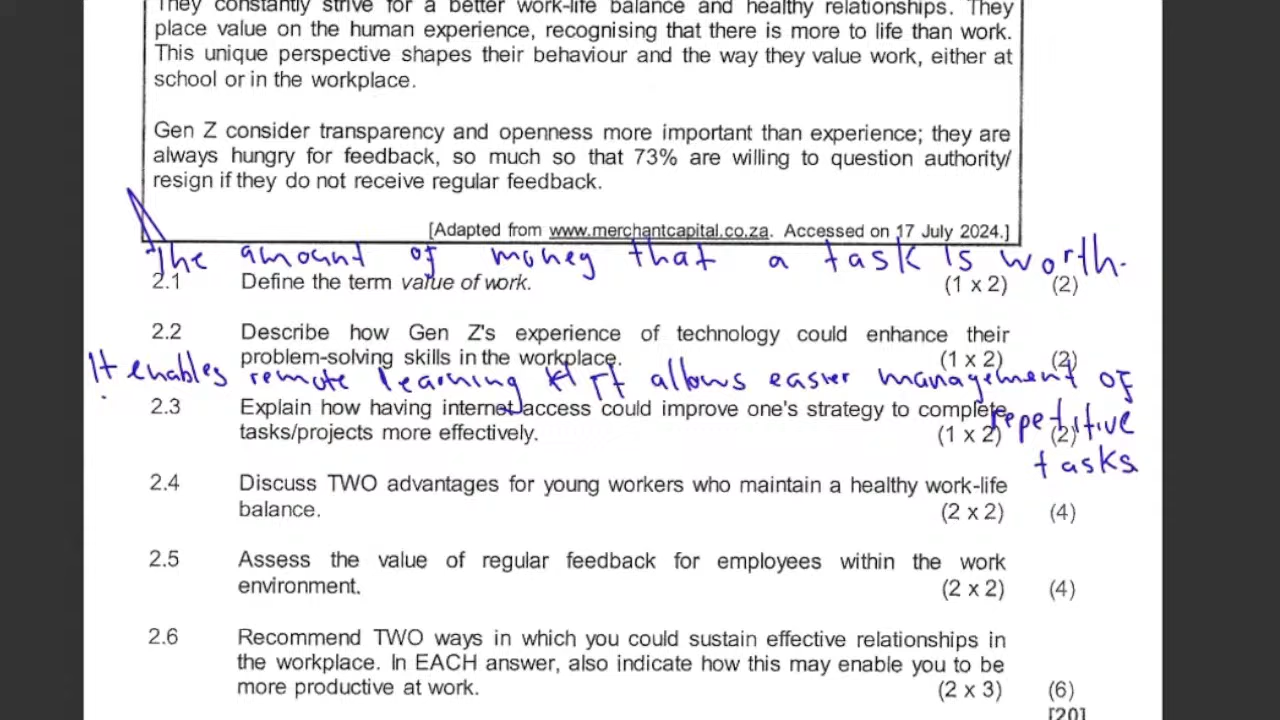 They constantly strive for a better work-life balance and healthy relationships. They
place value on the human experience, recognising that there is more to life than work.
This unique perspective shapes their behaviour and the way they value work, either at
school or in the workplace.
Gen Z consider transparency and openness more important than experience; they are
always hungry for feedback, so much so that 73% are willing to question authority/
resign if they do not receive regular feedback.
[Adapted from www.merchantcapital.co.za. Accessed on 17 July 2024.]
The amount of money that a task is worth.
2.1 Define the term value of work. (1 x 2) (2)
2.2 Describe how Gen Z's experience of technology could enhance their
problem-solving skills in the workplace. (1 x 2) (2)
It enables remote learning It allows easier management of
2.3 Explain how having internet access could improve one's strategy to complete
repetitive
tasks/projects more effectively. (1 x 2) (2)
tasks
2.4 Discuss TWO advantages for young workers who maintain a healthy work-life
balance. (2 x 2) (4)
2.5 Assess the value of regular feedback for employees within the work
environment. (2 x 2) (4)
2.6 Recommend TWO ways in which you could sustain effective relationships in
the workplace. In EACH answer, also indicate how this may enable you to be
more productive at work. (2 x 3) (6)
[20]